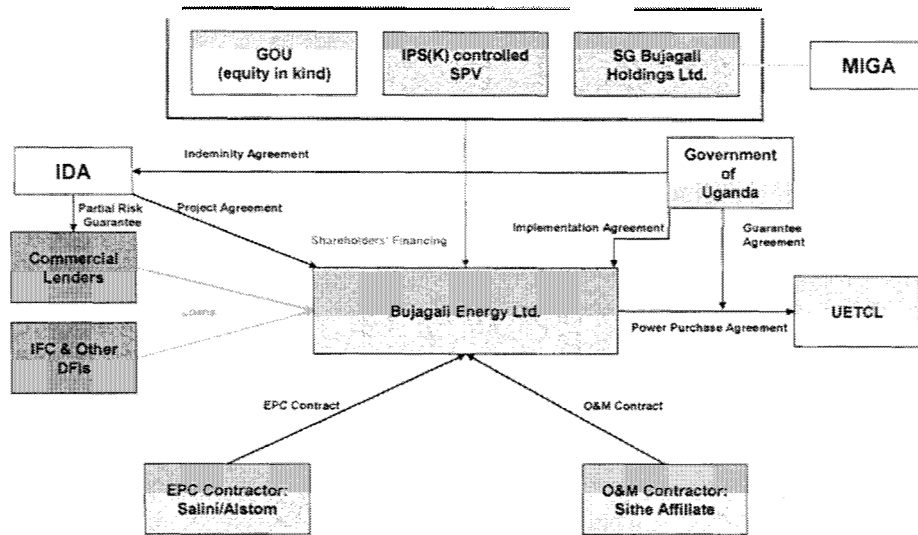 GOU
(equity in kind)
IPS(K) controlled
SPV
SG Bujagali
Holdings Ltd.
MIGA
Indeminity Agreement
IDA
Government
of
Uganda
Partial Risk
Guarantee
Project Agreement
Shareholders' Financing
Implementation Agreement
Guarantee
Agreement
Commercial
Lenders
Loans
Bujagali Energy Ltd.
Power Purchase Agreement
UETCL
IFC & Other
DFIs
EPC Contract
O&M Contract
EPC Contractor:
Salini/Alstom
O&M Contractor:
Sithe Affiliate